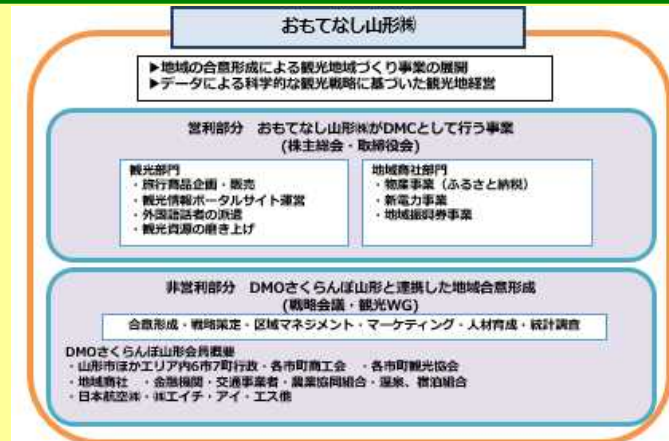 おもてなし山形㈱
▶地域の合意形成による観光地域づくり事業の展開
▶データによる科学的な観光戦略に基づいた観光地経営
営利部分　おもてなし山形㈱がDMCとして行う事業
(株主総会・取締役会)
観光部門
・旅行商品企画・販売
・観光情報ポータルサイト運営
・外国語話者の派遣
・観光資源の磨き上げ
地域商社部門
・物産事業（ふるさと納税）
・新電力事業
・地域振興券事業
非営利部分　DMOさくらんぼ山形と連携した地域合意形成
(戦略会議・観光WG)
合意形成・戦略策定・区域マネジメント・マーケティング・人材育成・統計調査
DMOさくらんぼ山形会員概要
・山形市ほかエリア内6市7町行政・各市町商工会　・各市町観光協会
・地域商社　・金融機関・交通事業者・農業協同組合・温泉、宿泊組合
・日本航空㈱・㈱エイチ・アイ・エス他